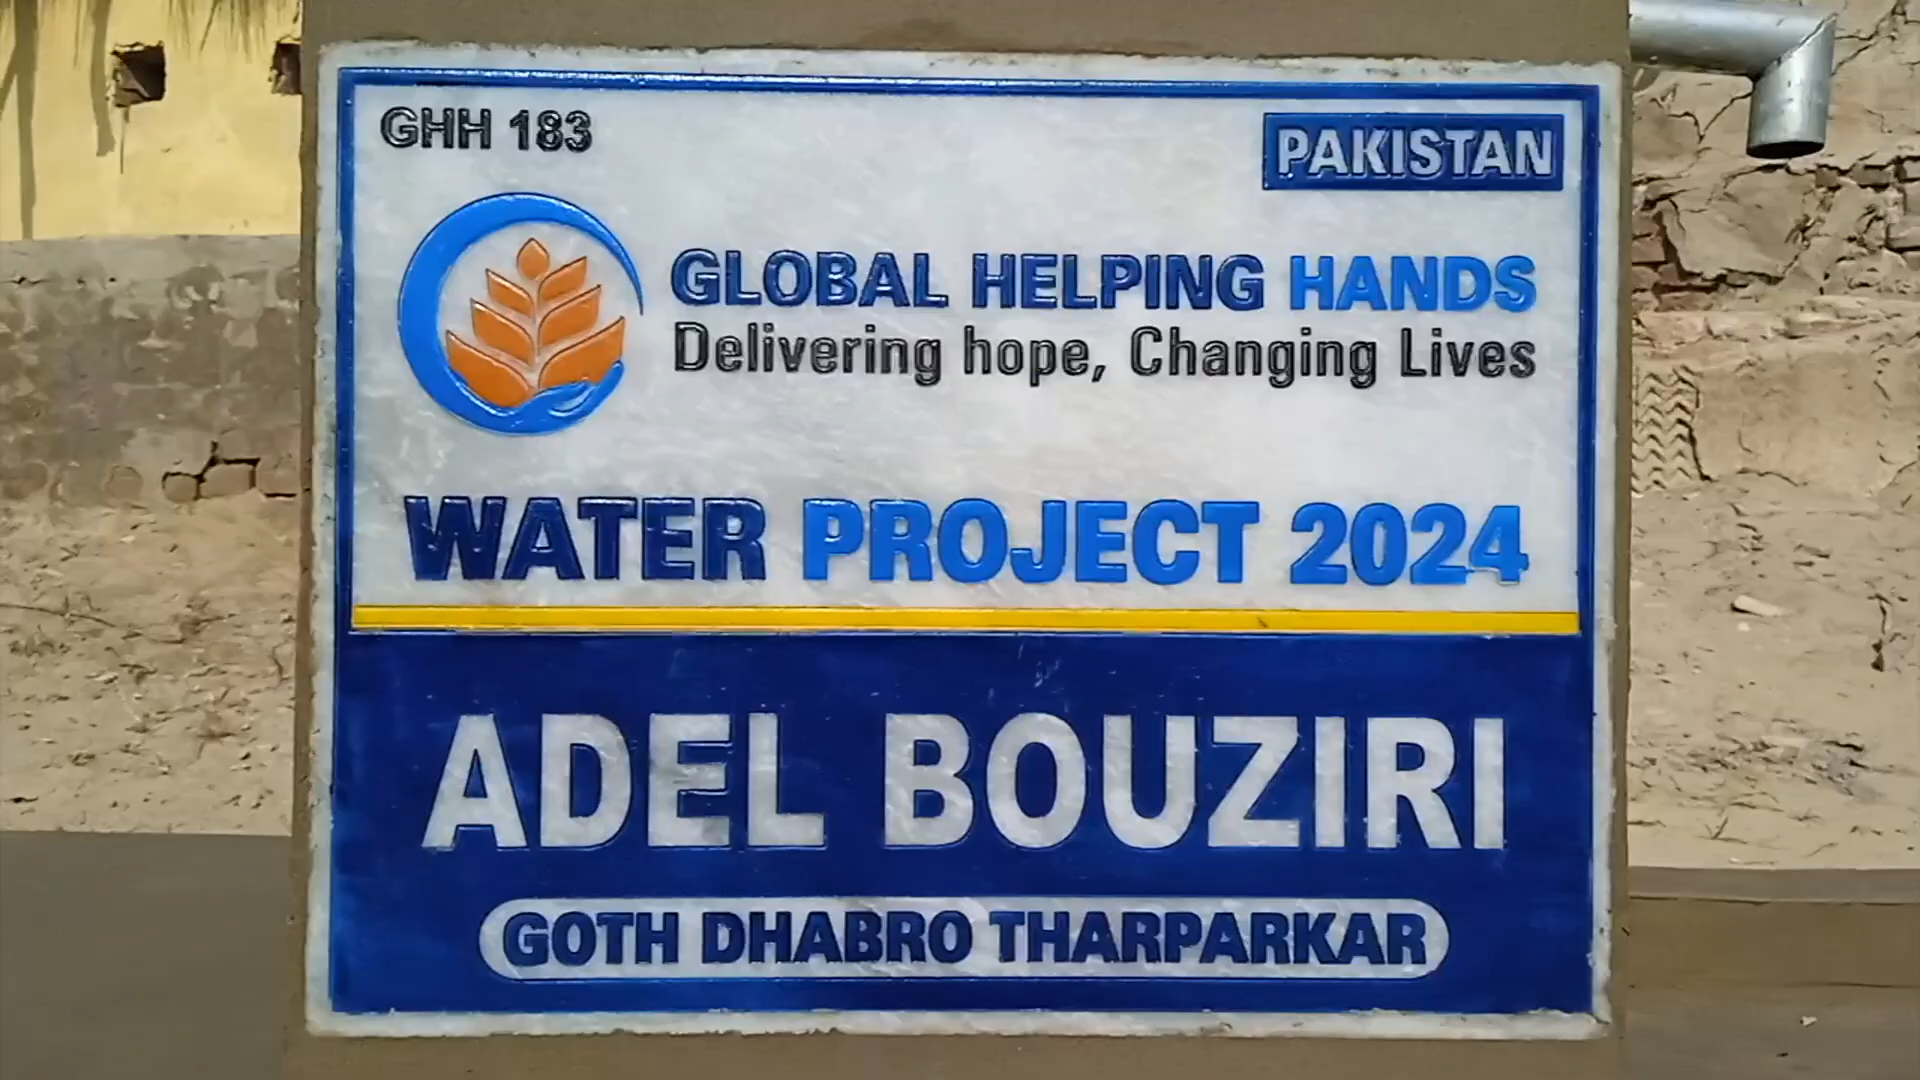 GHH 183
PAKISTAN
GLOBAL HELPING HANDS
Delivering hope, Changing Lives
WATER PROJECT 2024
ADEL BOUZIRI
GOTH DHABRO THARPARKAR